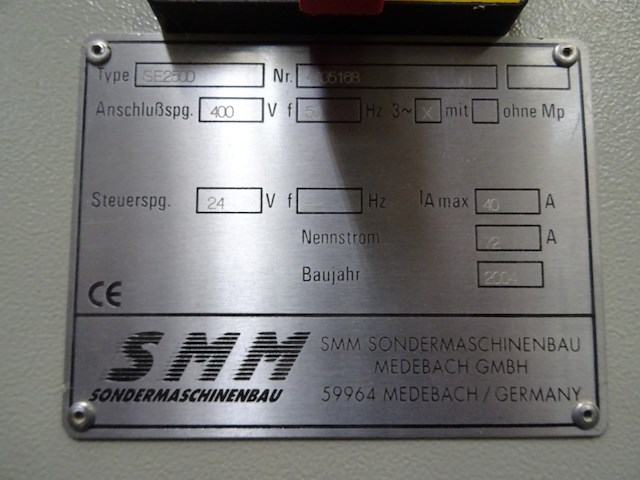 Type SE250D Nr.
Anschlußspg. 400 V f Hz 3~ X mit ohne Mp
Steuerspg. 24 V f Hz IA max 40 A
Nennstrom A
Baujahr 2004
CE
SMM
SONDERMASCHINENBAU
SMM SONDERMASCHINENBAU
MEDEBACH GMBH
59964 MEDEBACH / GERMANY